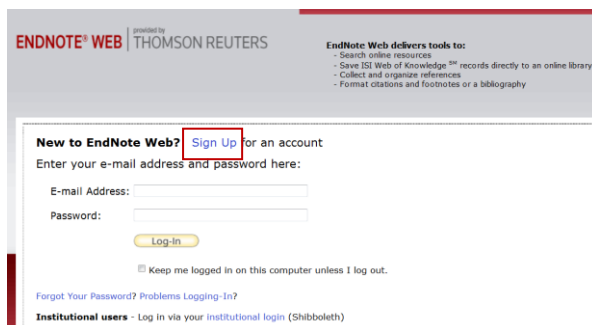 ENDNOTE® WEB provided by THOMSON REUTERS
EndNote Web delivers tools to:
- Search online resources
- Save ISI Web of Knowledge SM records directly to an online library
- Collect and organize references
- Format citations and footnotes or a bibliography
New to EndNote Web? Sign Up for an account
Enter your e-mail address and password here:
E-mail Address:
Password:
Log-In
Keep me logged in on this computer unless I log out.
Forgot Your Password? Problems Logging-In?
Institutional users - Log in via your institutional login (Shibboleth)